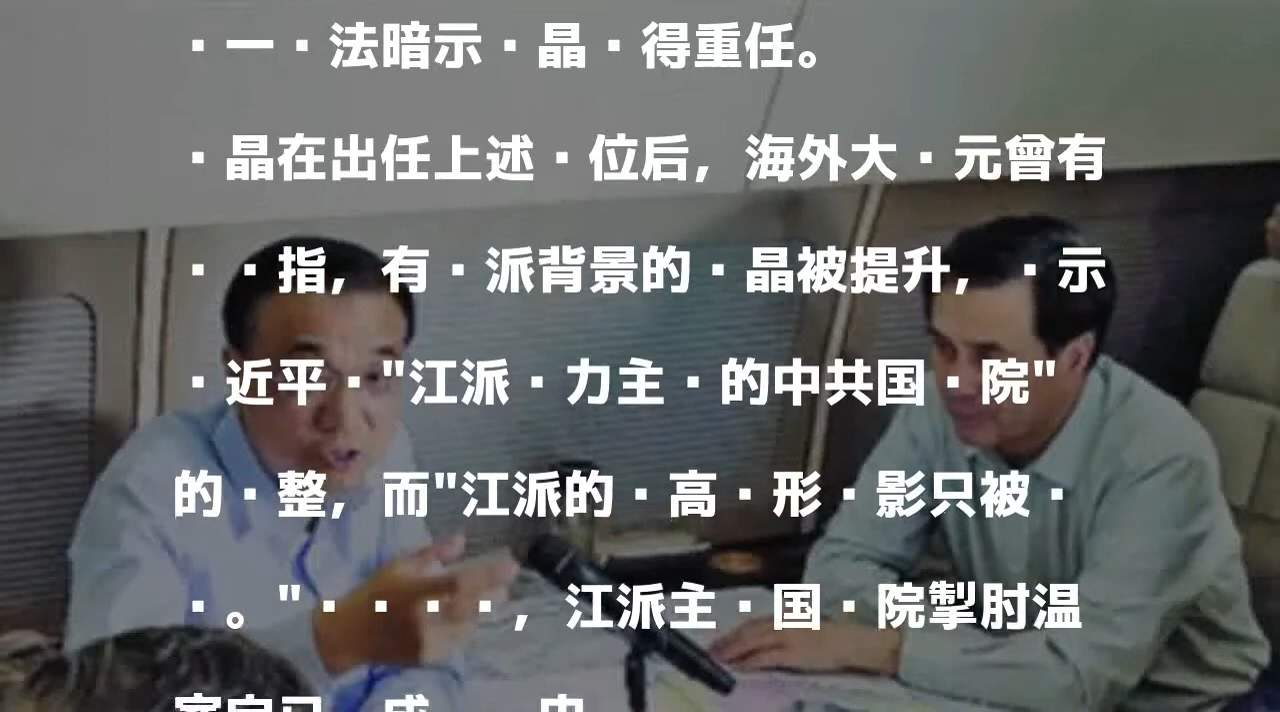 ·一·法暗示·晶·得重任。
·晶在出任上述·位后，海外大·元曾有
··指，有·派背景的·晶被提升，·示
·近平·"江派·力主·的中共国·院"
的·整，而"江派的·高·形·影只被·
·。"····，江派主·国·院掣肘温